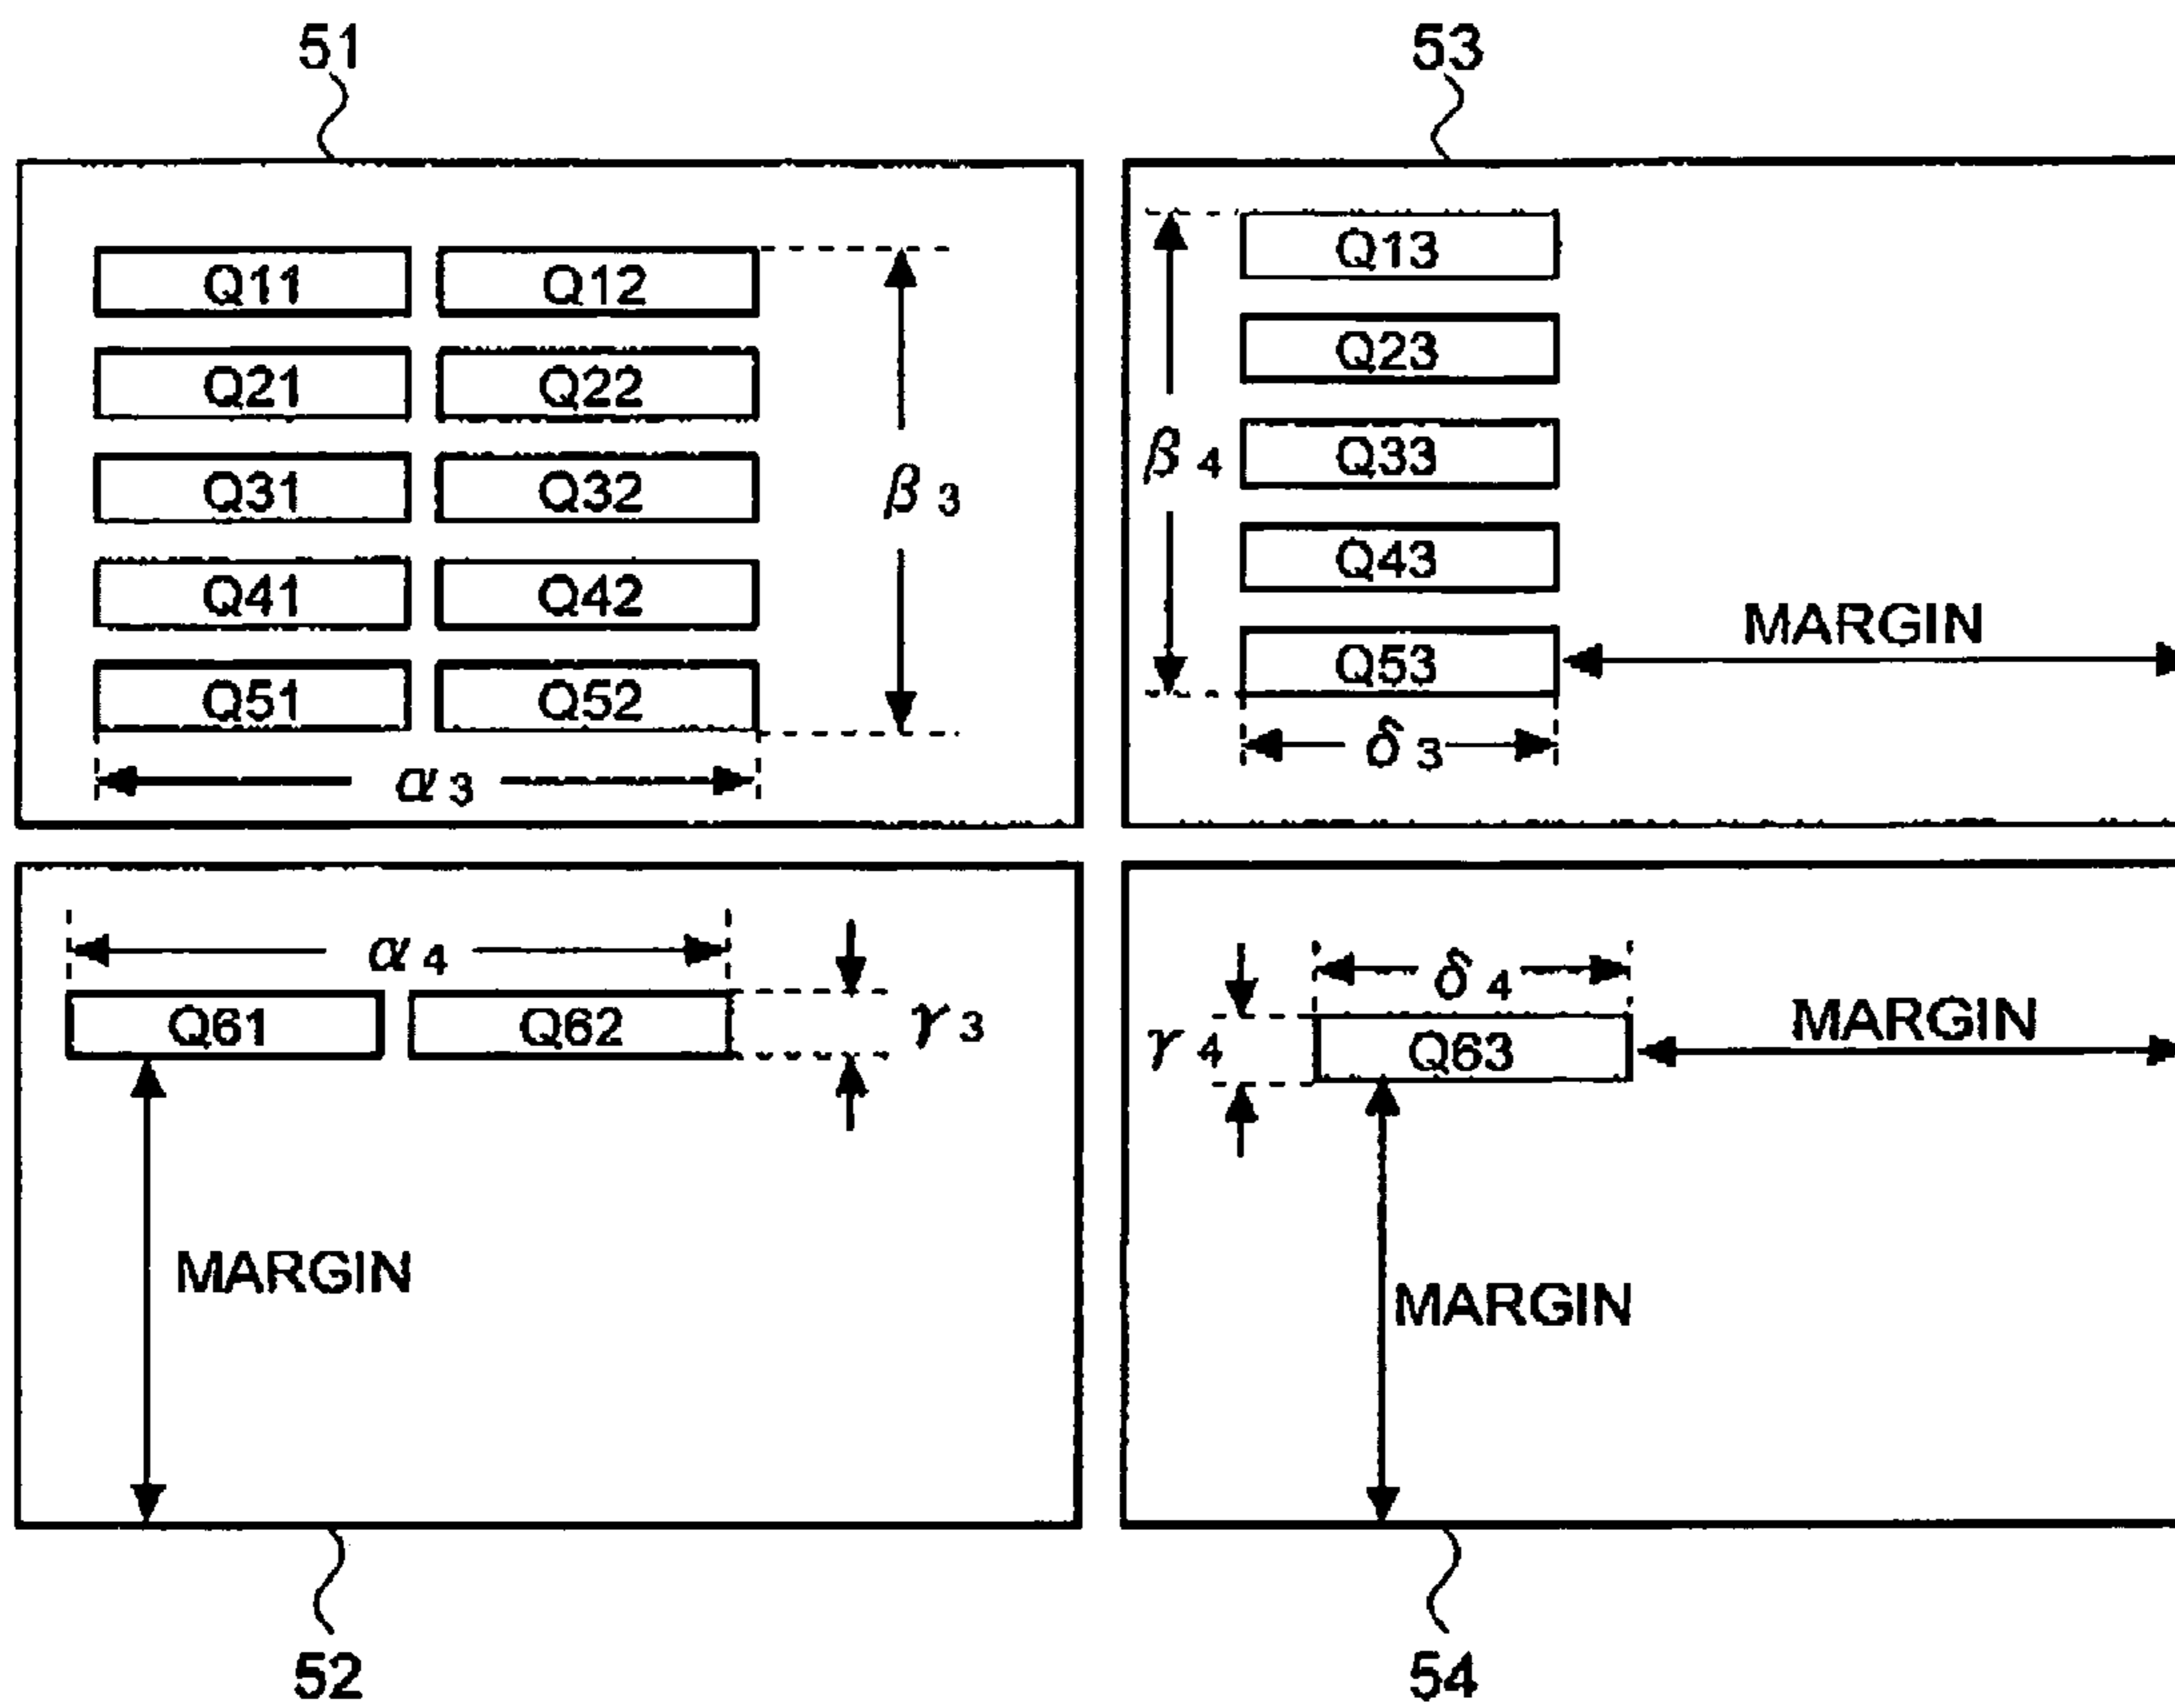 51
53
Q11 Q12
Q21 Q22
Q31 Q32
Q41 Q42
Q51 Q52
β3
α3
Q13
Q23
Q33
Q43
Q53
β4
MARGIN
δ3
α4
Q61 Q62
γ3
MARGIN
δ4
γ4
Q63
MARGIN
MARGIN
52
54